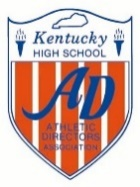 Kentucky
HIGH SCHOOL
AD
ATHLETIC
DIRECTORS
ASSOCIATION